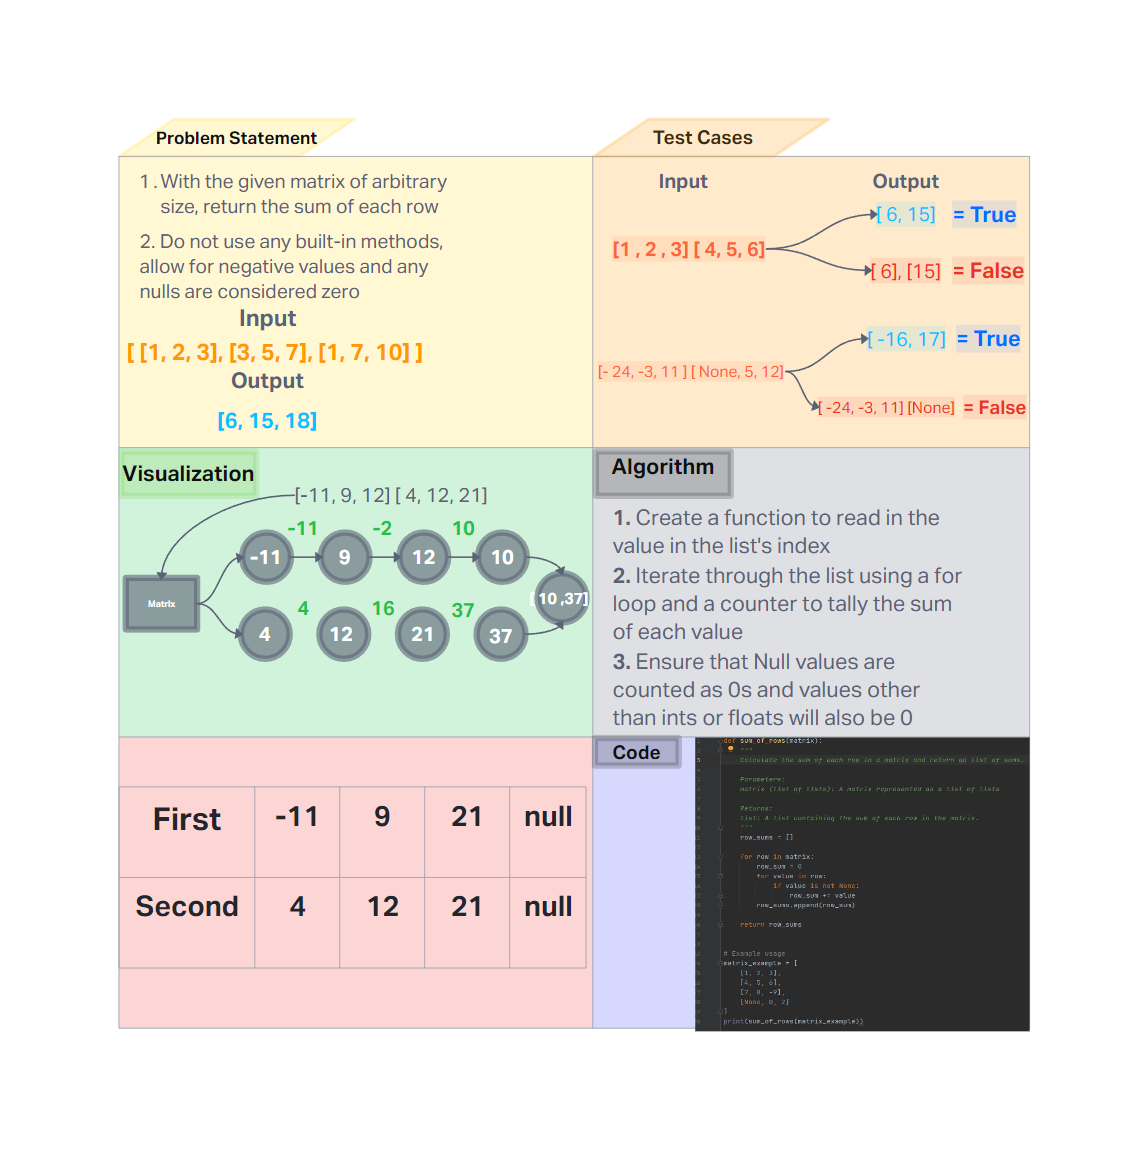 Problem Statement
1 . With the given matrix of arbitrary
size, return the sum of each row
2. Do not use any built-in methods,
allow for negative values and any
nulls are considered zero
Input
[ [1, 2, 3], [3, 5, 7], [1, 7, 10] ]
Output
[6, 15, 18]
Test Cases
Input Output
[1 , 2 , 3] [ 4, 5, 6]
[ 6, 15] = True
[ 6], [15] = False
[- 24, -3, 11 ] [ None, 5, 12]
[ -16, 17] = True
[ -24, -3, 11] [None] = False
Visualization
[-11, 9, 12] [ 4, 12, 21]
-11 -2 10
-11 9 12 10
Matrix
[ 10 ,37]
4 16 37
4 12 21 37
Algorithm
1. Create a function to read in the
value in the list's index
2. Iterate through the list using a for
loop and a counter to tally the sum
of each value
3. Ensure that Null values are
counted as 0s and values other
than ints or floats will also be 0
First -11 9 21 null
Second 4 12 21 null
Code
def sum_of_rows(matrix):
"""
Calculate the sum of each row in a matrix and return an list of sums.
Parameters:
matrix (list of lists): A matrix represented as a list of lists
Returns:
list: A list containing the sum of each row in the matrix.
"""
row_sums = []
for row in matrix:
row_sum = 0
for value in row:
if value is not None:
row_sum += value
row_sums.append(row_sum)
return row_sums
# Example usage
matrix_example = [
[1, 2, 3],
[4, 5, 6],
[7, 8, -9],
[None, 0, 2]
]
print(sum_of_rows(matrix_example))